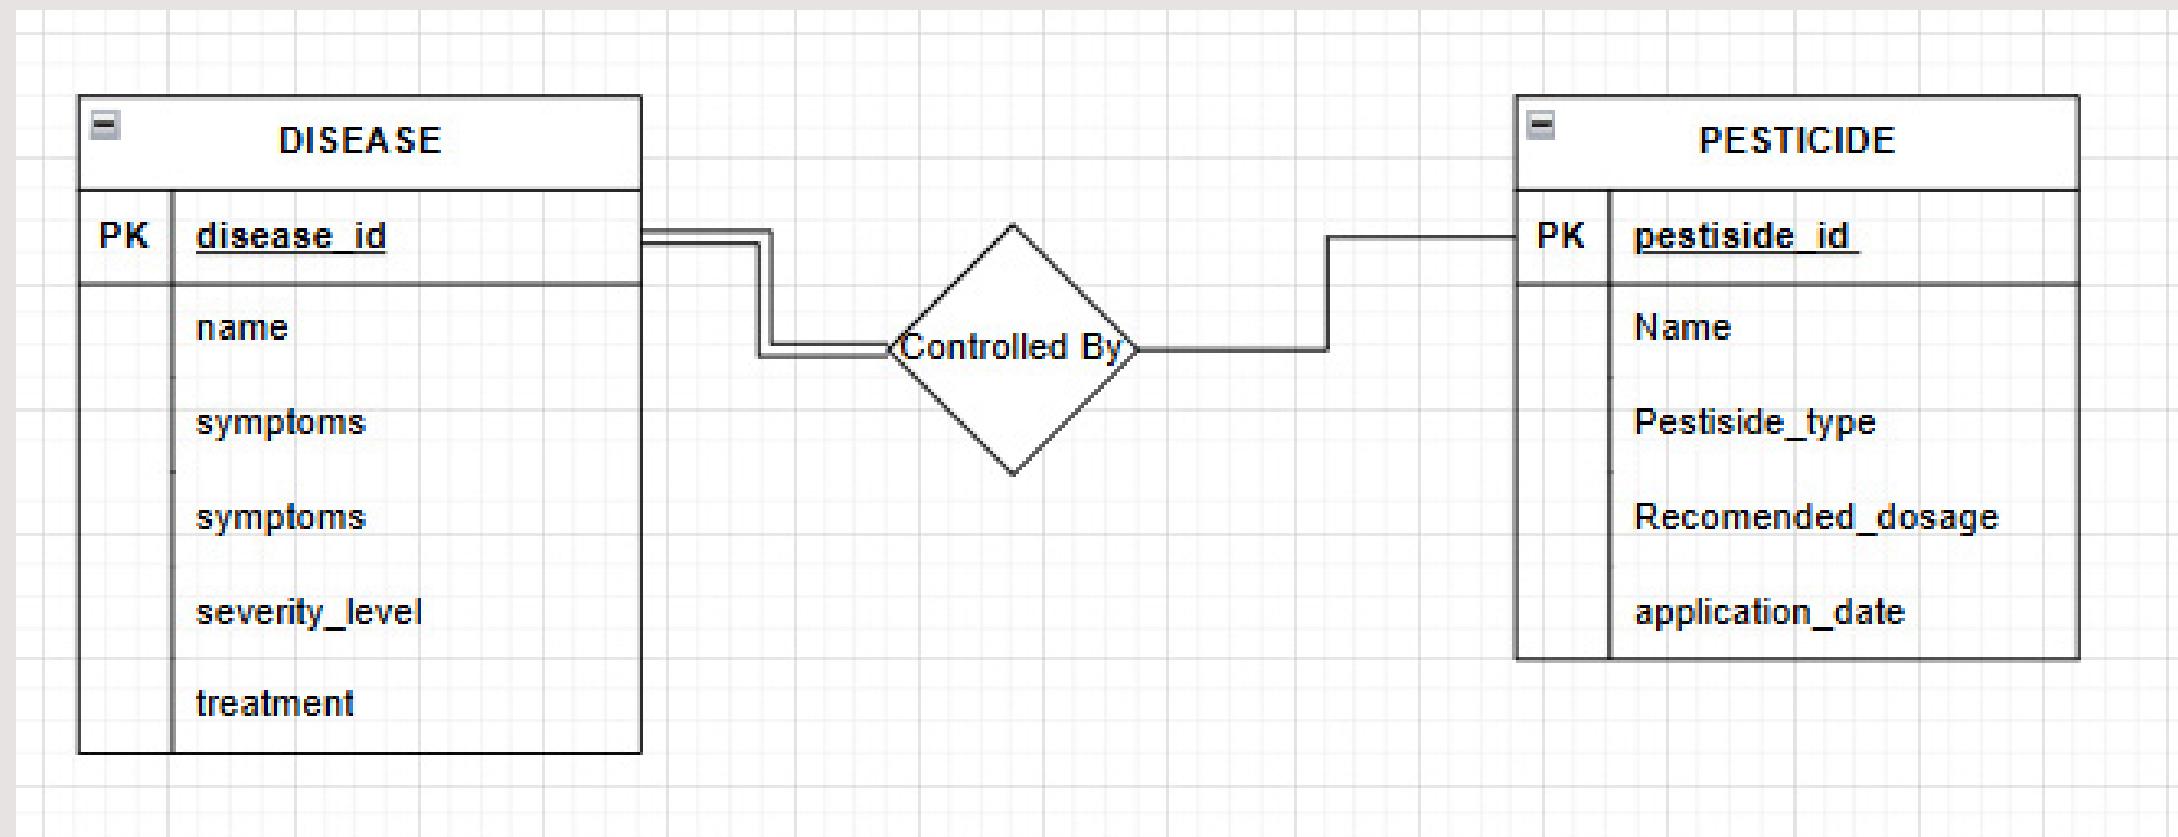 DISEASE
PK disease_id
name
symptoms
symptoms
severity_level
treatment
Controlled By
PESTICIDE
PK pestiside_id
Name
Pestiside_type
Recomended_dosage
application_date